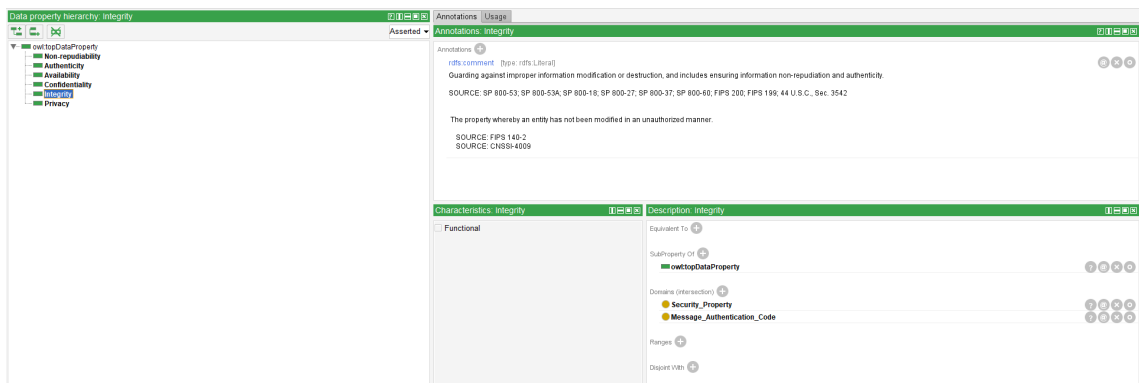 Data property hierarchy: Integrity
Asserted
owl:topDataProperty
Non-repudiability
Authenticity
Availability
Confidentiality
Integrity
Privacy
Annotations Usage
Annotations: Integrity
Annotations
rdfs:comment [type: rdfs:Literal]
Guarding against improper information modification or destruction, and includes ensuring information non-repudiation and authenticity.
SOURCE: SP 800-53; SP 800-53A; SP 800-18; SP 800-27; SP 800-37; SP 800-60; FIPS 200; FIPS 199; 44 U.S.C., Sec. 3542
The property whereby an entity has not been modified in an unauthorized manner.
SOURCE: FIPS 140-2
SOURCE: CNSSI-4009
Characteristics: Integrity
Functional
Description: Integrity
Equivalent To
SubProperty Of
owl:topDataProperty
Domains (intersection)
Security_Property
Message_Authentication_Code
Ranges
Disjoint With